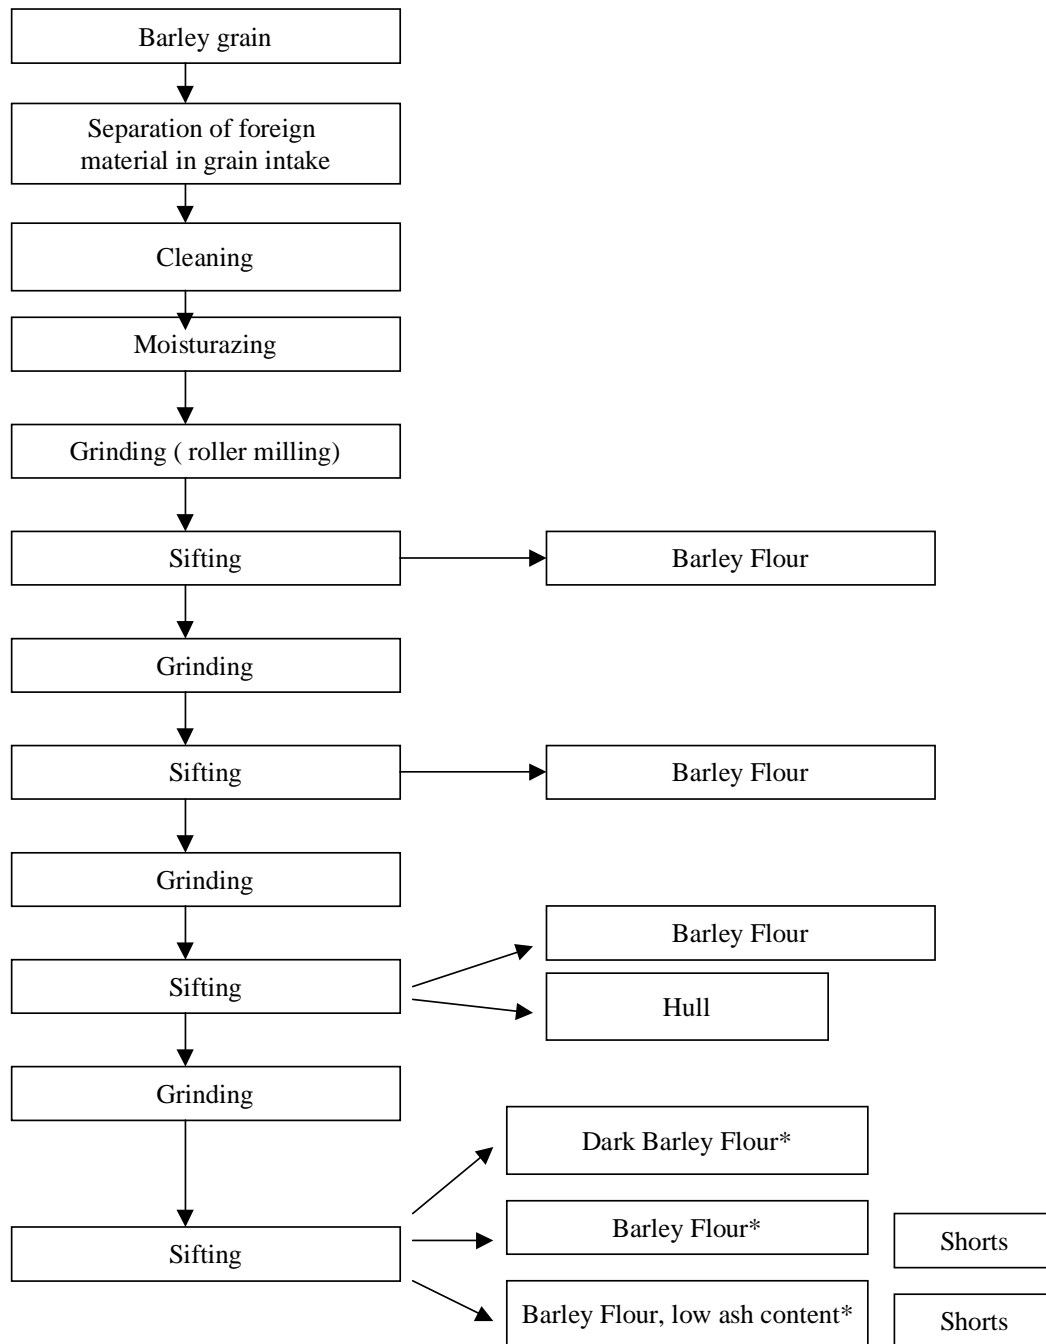 Barley grain
Separation of foreign
material in grain intake
Cleaning
Moisturazing
Grinding ( roller milling)
Sifting
Barley Flour
Grinding
Sifting
Barley Flour
Grinding
Barley Flour
Sifting
Hull
Grinding
Dark Barley Flour*
Barley Flour*
Shorts
Sifting
Barley Flour, low ash content*
Shorts